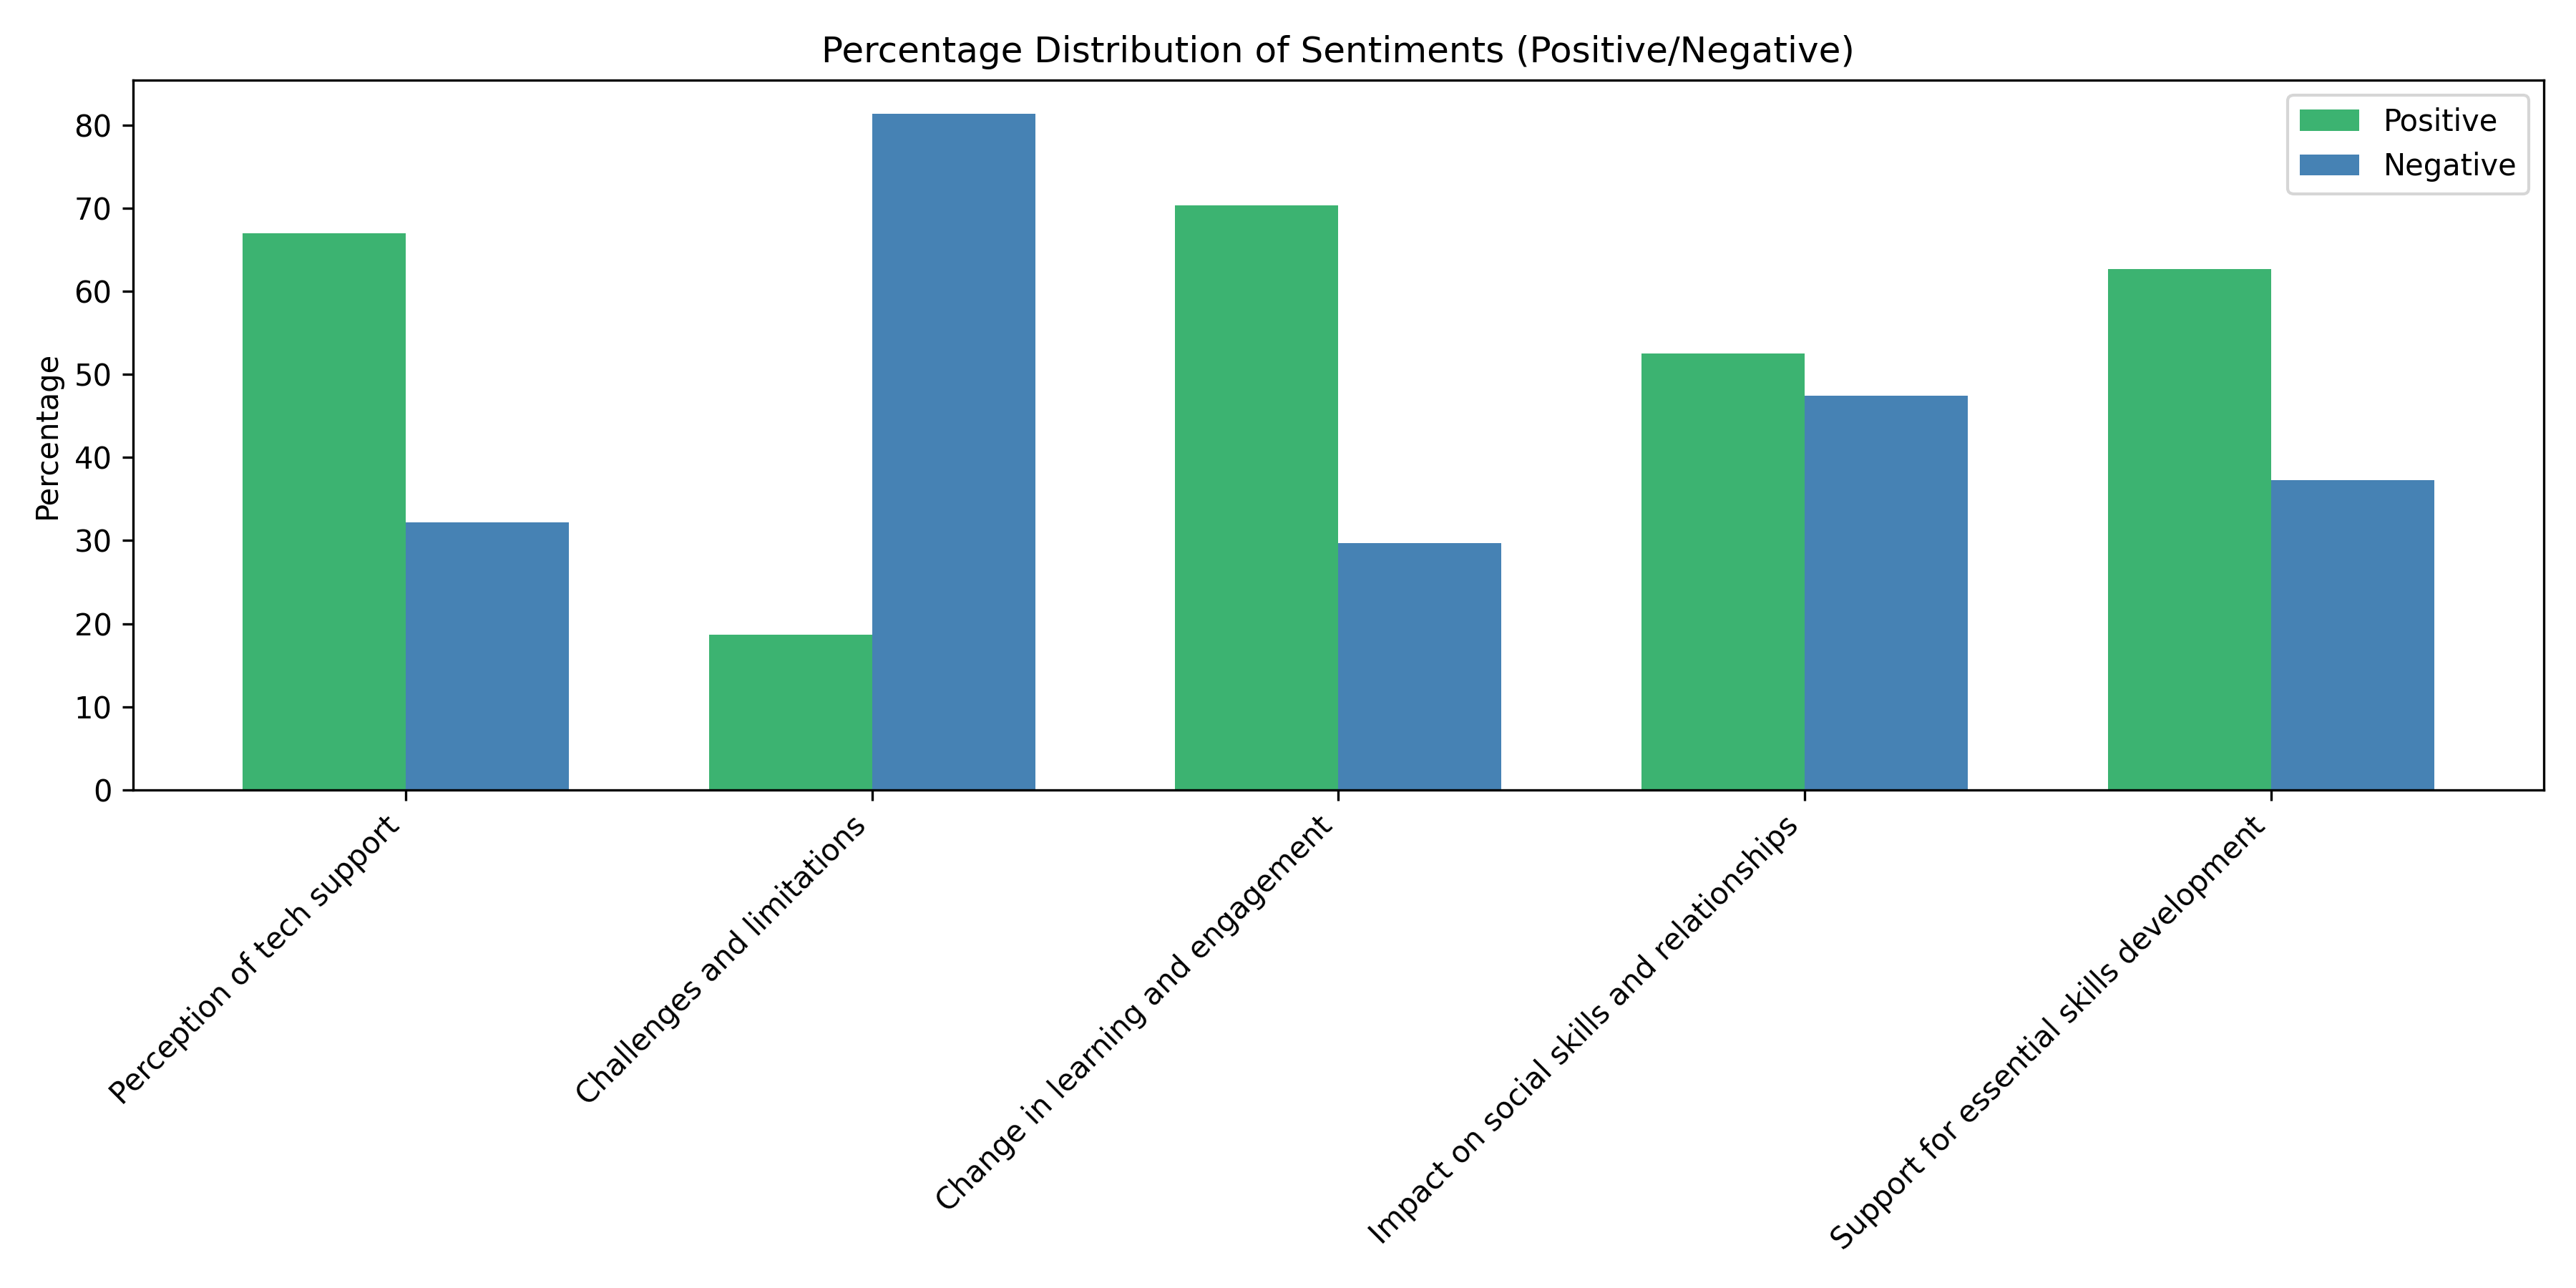 Percentage Distribution of Sentiments (Positive/Negative)
Positive
Negative
Percentage
80
70
60
50
40
30
20
10
0
Perception of tech support
Challenges and limitations
Change in learning and engagement
Impact on social skills and relationships
Support for essential skills development